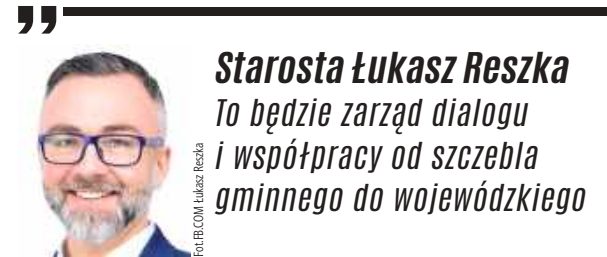 ”
Starosta Łukasz Reszka
To będzie zarząd dialogu
i współpracy od szczebla
gminnego do wojewódzkiego
Fot.FB.COM Łukasz Reszka